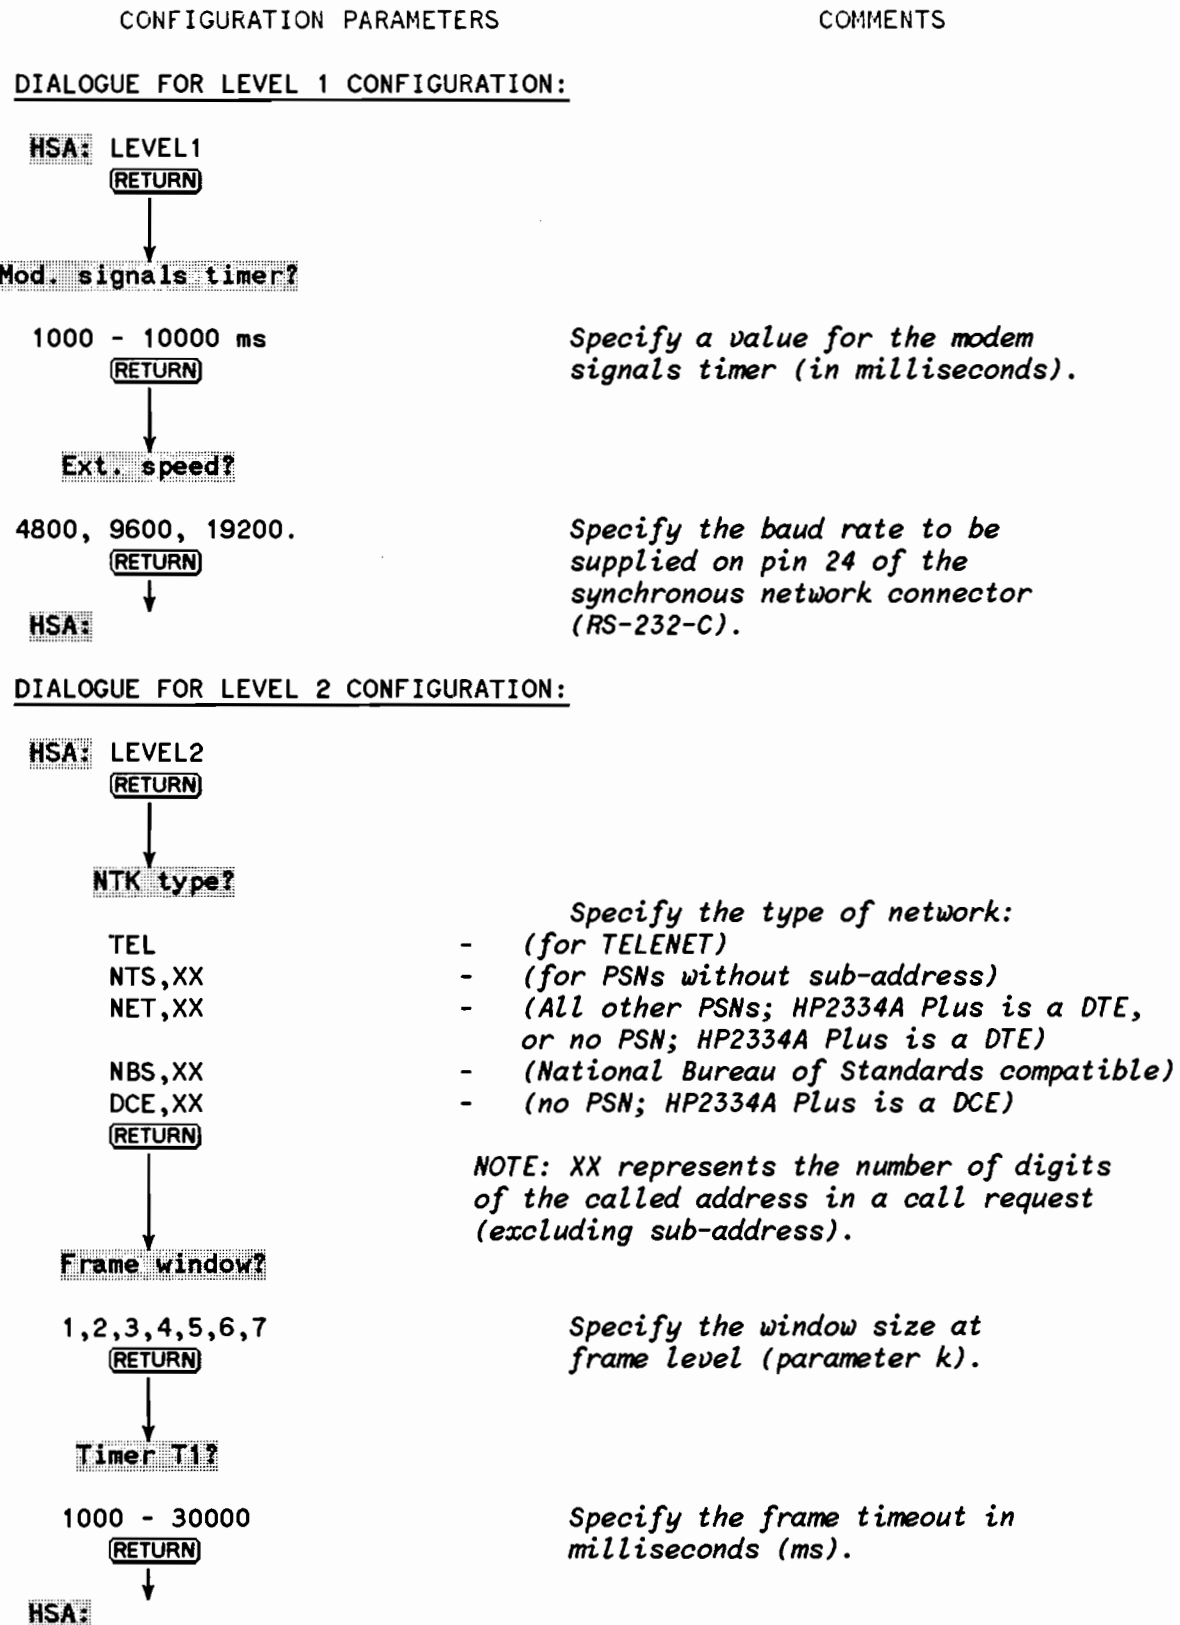 CONFIGURATION PARAMETERS COMMENTS
DIALOGUE FOR LEVEL 1 CONFIGURATION:
HSA: LEVEL1
RETURN
Mod. signals timer?
1000 - 10000 ms Specify a value for the modem
RETURN signals timer (in milliseconds).
Ext. speed?
4800, 9600, 19200. Specify the baud rate to be
RETURN supplied on pin 24 of the
synchronous network connector
HSA: (RS-232-C).
DIALOGUE FOR LEVEL 2 CONFIGURATION:
HSA: LEVEL2
RETURN
NTK type?
Specify the type of network:
TEL - (for TELENET)
NTS,XX - (for PSNs without sub-address)
NET,XX - (All other PSNs; HP2334A Plus is a DTE,
or no PSN; HP2334A Plus is a DTE)
NBS,XX - (National Bureau of Standards compatible)
DCE,XX - (no PSN; HP2334A Plus is a DCE)
RETURN
NOTE: XX represents the number of digits
of the called address in a call request
(excluding sub-address).
Frame window?
1,2,3,4,5,6,7 Specify the window size at
RETURN frame level (parameter k).
Timer T1?
1000 - 30000 Specify the frame timeout in
RETURN milliseconds (ms).
HSA: